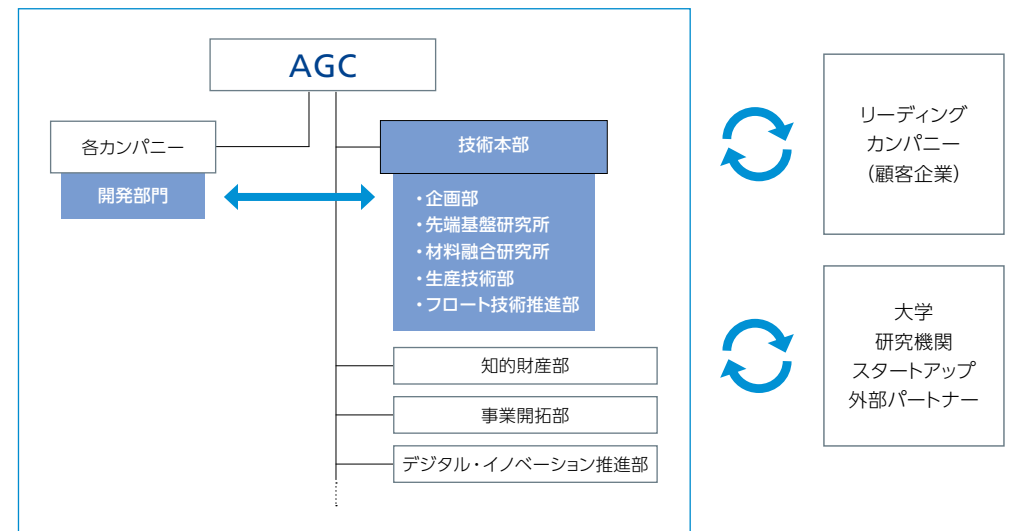 AGC
各カンパニー
開発部門
技術本部
・企画部
・先端基盤研究所
・材料融合研究所
・生産技術部
・フロート技術推進部
知的財産部
事業開拓部
デジタル・イノベーション推進部
リーディング
カンパニー
（顧客企業）
大学
研究機関
スタートアップ
外部パートナー